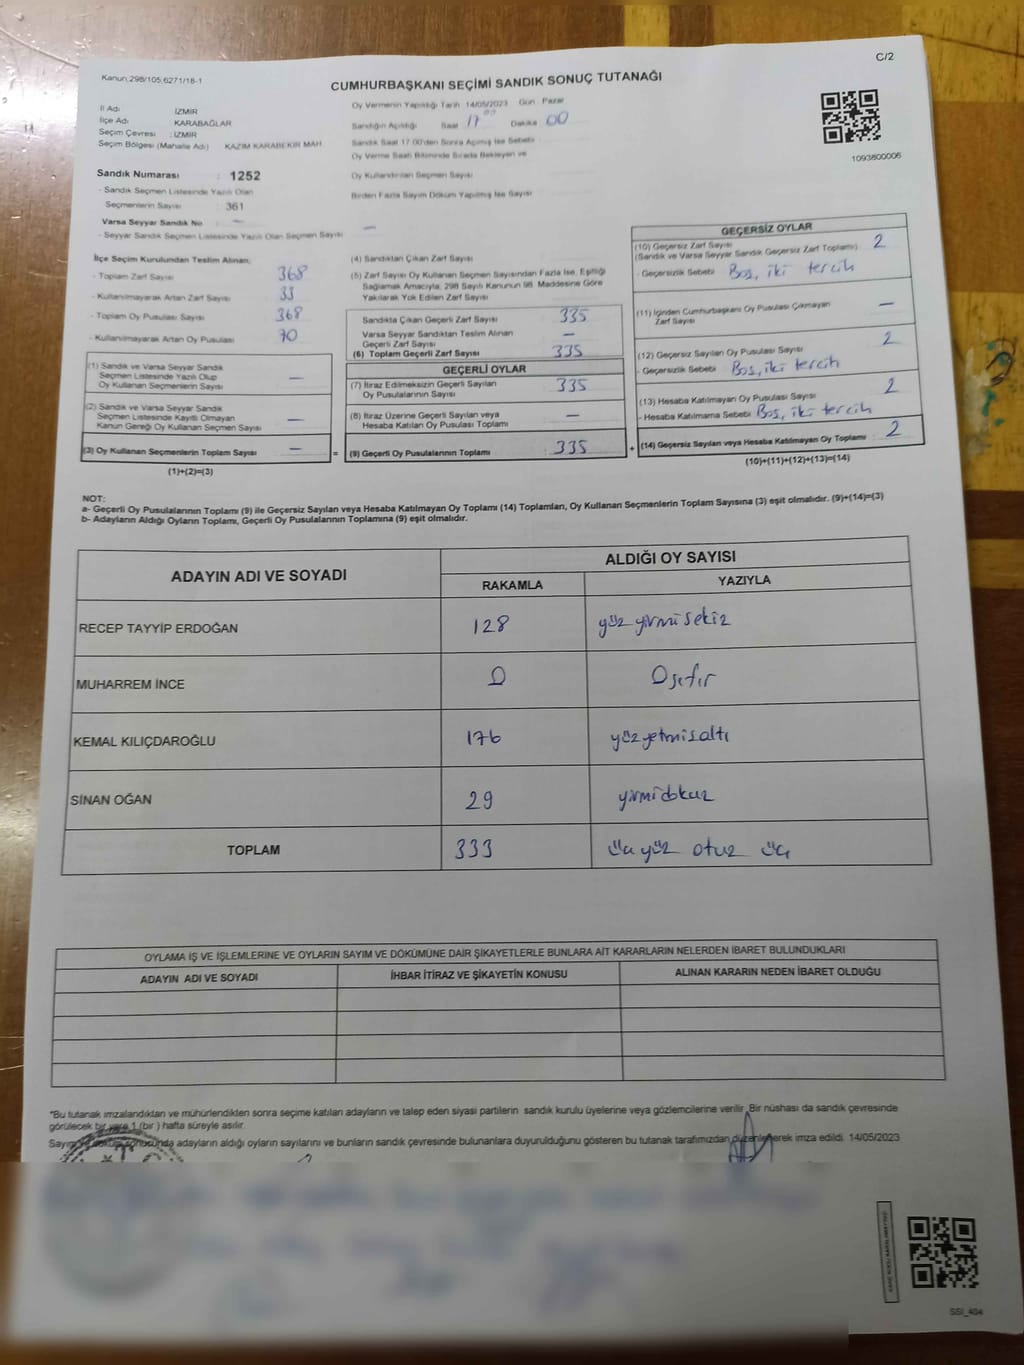 Kanun;298/105,6271/18-1
C/2
CUMHURBAŞKANI SEÇİMİ SANDIK SONUÇ TUTANAĞI
İl Adı İZMİR
İlçe Adı KARABAĞLAR
Seçim Çevresi : İZMİR
Seçim Bölgesi (Mahalle Adı) KAZIM KARABEKİR MAH
Oy Vermenin Yapıldığı Tarih 14/05/2023 Gün Pazar
Sandığın Açıldığı Saat 17 00 Dakika 00
Sandık Saat 17:00'den Sonra Açılmış İse Sebebi
Oy Verme Saati Bitiminde Sırada Bekleyen ve
Oy Kullandırılan Seçmen Sayısı
Birden Fazla Sayım Döküm Yapılmış İse Sayısı
1093800006
Sandık Numarası : 1252
- Sandık Seçmen Listesinde Yazılı Olan
Seçmenlerin Sayısı : 361
Varsa Seyyar Sandık No : —
- Seyyar Sandık Seçmen Listesinde Yazılı Olan Seçmen Sayısı —
İlçe Seçim Kurulundan Teslim Alınan;
- Toplam Zarf Sayısı 368
- Kullanılmayarak Artan Zarf Sayısı 33
- Toplam Oy Pusulası Sayısı 368
- Kullanılmayarak Artan Oy Pusulası 70
(1) Sandık ve Varsa Seyyar Sandık
Seçmen Listesinde Yazılı Olup
Oy Kullanan Seçmenlerin Sayısı —
(2) Sandık ve Varsa Seyyar Sandık
Seçmen Listesinde Kayıtlı Olmayan
Kanun Gereği Oy Kullanan Seçmen Sayısı —
(3) Oy Kullanan Seçmenlerin Toplam Sayısı — =
(1)+(2)=(3)
(4) Sandıktan Çıkan Zarf Sayısı
(5) Zarf Sayısı Oy Kullanan Seçmen Sayısından Fazla İse, Eşitliği
Sağlamak Amacıyla, 298 Sayılı Kanunun 98. Maddesine Göre
Yakılarak Yok Edilen Zarf Sayısı
Sandıkta Çıkan Geçerli Zarf Sayısı 335
Varsa Seyyar Sandıktan Teslim Alınan
Geçerli Zarf Sayısı —
(6) Toplam Geçerli Zarf Sayısı 335
GEÇERLİ OYLAR
(7) İtiraz Edilmeksizin Geçerli Sayılan
Oy Pusulalarının Sayısı 335
(8) İtiraz Üzerine Geçerli Sayılan veya
Hesaba Katılan Oy Pusulası Toplamı —
(9) Geçerli Oy Pusulalarının Toplamı 335 +
GEÇERSİZ OYLAR
(10) Geçersiz Zarf Sayısı
(Sandık ve Varsa Seyyar Sandık Geçersiz Zarf Toplamı) 2
- Geçersizlik Sebebi Boş, iki tercih
(11) İçinden Cumhurbaşkanı Oy Pusulası Çıkmayan
Zarf Sayısı —
(12) Geçersiz Sayılan Oy Pusulası Sayısı 2
- Geçersizlik Sebebi Boş, iki tercih
(13) Hesaba Katılmayan Oy Pusulası Sayısı 2
- Hesaba Katılmama Sebebi Boş, iki tercih
(14) Geçersiz Sayılan veya Hesaba Katılmayan Oy Toplamı 2
(10)+(11)+(12)+(13)=(14)
NOT:
a- Geçerli Oy Pusulalarının Toplamı (9) ile Geçersiz Sayılan veya Hesaba Katılmayan Oy Toplamı (14) Toplamları, Oy Kullanan Seçmenlerin Toplam Sayısına (3) eşit olmalıdır. (9)+(14)=(3)
b- Adayların Aldığı Oyların Toplamı, Geçerli Oy Pusulalarının Toplamına (9) eşit olmalıdır.
ADAYIN ADI VE SOYADI
ALDIĞI OY SAYISI
RAKAMLA YAZIYLA
RECEP TAYYİP ERDOĞAN 128 yüz yirmi sekiz
MUHARREM İNCE 0 0 sıfır
KEMAL KILIÇDAROĞLU 176 yüzyetmişaltı
SİNAN OĞAN 29 yirmidokuz
TOPLAM 333 üç yüz otuz üç
OYLAMA İŞ VE İŞLEMLERİNE VE OYLARIN SAYIM VE DÖKÜMÜNE DAİR ŞİKAYETLERLE BUNLARA AİT KARARLARIN NELERDEN İBARET BULUNDUKLARI
ADAYIN ADI VE SOYADI İHBAR İTİRAZ VE ŞİKAYETİN KONUSU ALINAN KARARIN NEDEN İBARET OLDUĞU
*Bu tutanak imzalandıktan ve mühürlendikten sonra seçime katılan adayların ve talep eden siyasi partilerin sandık kurulu üyelerine veya gözlemcilerine verilir. Bir nüshası da sandık çevresinde
görülecek bir yere 1 (bir) hafta süreyle asılır.
Sayım ve döküm sonucunda adayların aldığı oyların sayılarını ve bunların sandık çevresinde bulunanlara duyurulduğunu gösteren bu tutanak tarafımızdan düzenlenerek imza edildi. 14/05/2023
SSI_404